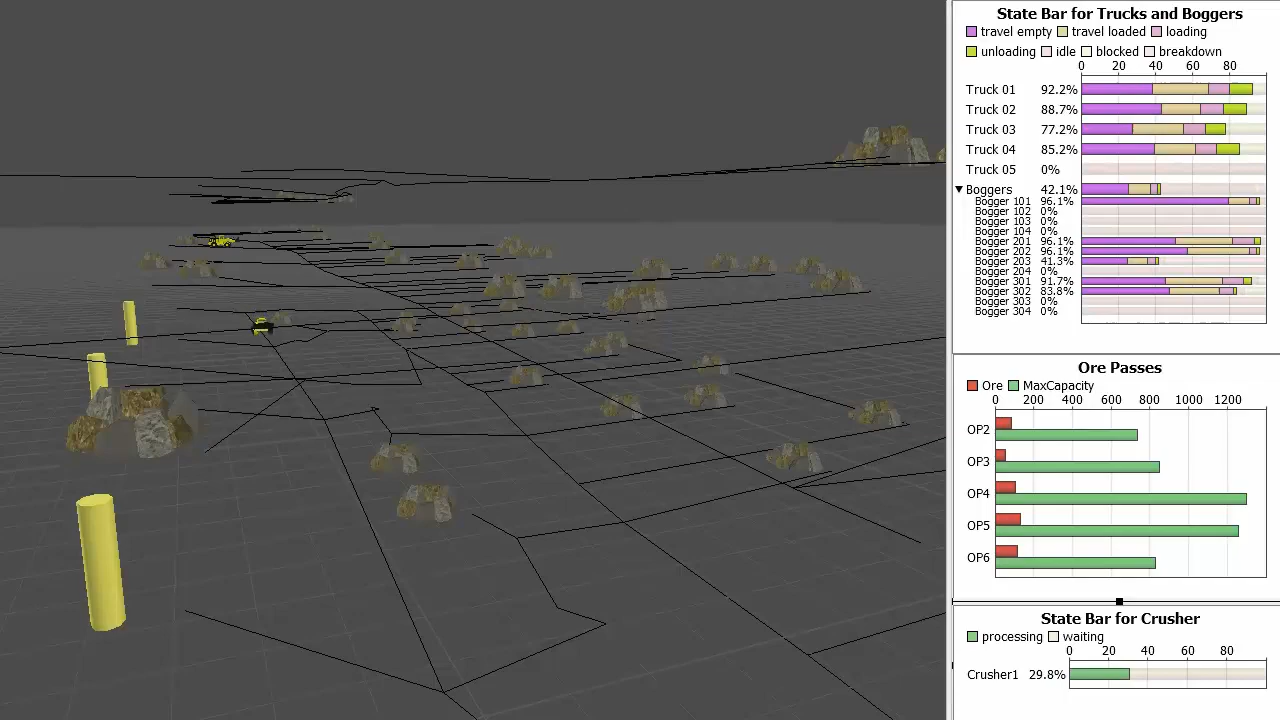 State Bar for Trucks and Boggers
travel empty travel loaded loading
unloading idle blocked breakdown
0 20 40 60 80
Truck 01 92.2%
Truck 02 88.7%
Truck 03 77.2%
Truck 04 85.2%
Truck 05 0%
Boggers 42.1%
Bogger 101 96.1%
Bogger 102 0%
Bogger 103 0%
Bogger 104 0%
Bogger 201 96.1%
Bogger 202 96.1%
Bogger 203 41.3%
Bogger 204 0%
Bogger 301 91.7%
Bogger 302 83.8%
Bogger 303 0%
Bogger 304 0%
Ore Passes
Ore MaxCapacity
0 200 400 600 800 1000 1200
OP2
OP3
OP4
OP5
OP6
State Bar for Crusher
processing waiting
0 20 40 60 80
Crusher1 29.8%